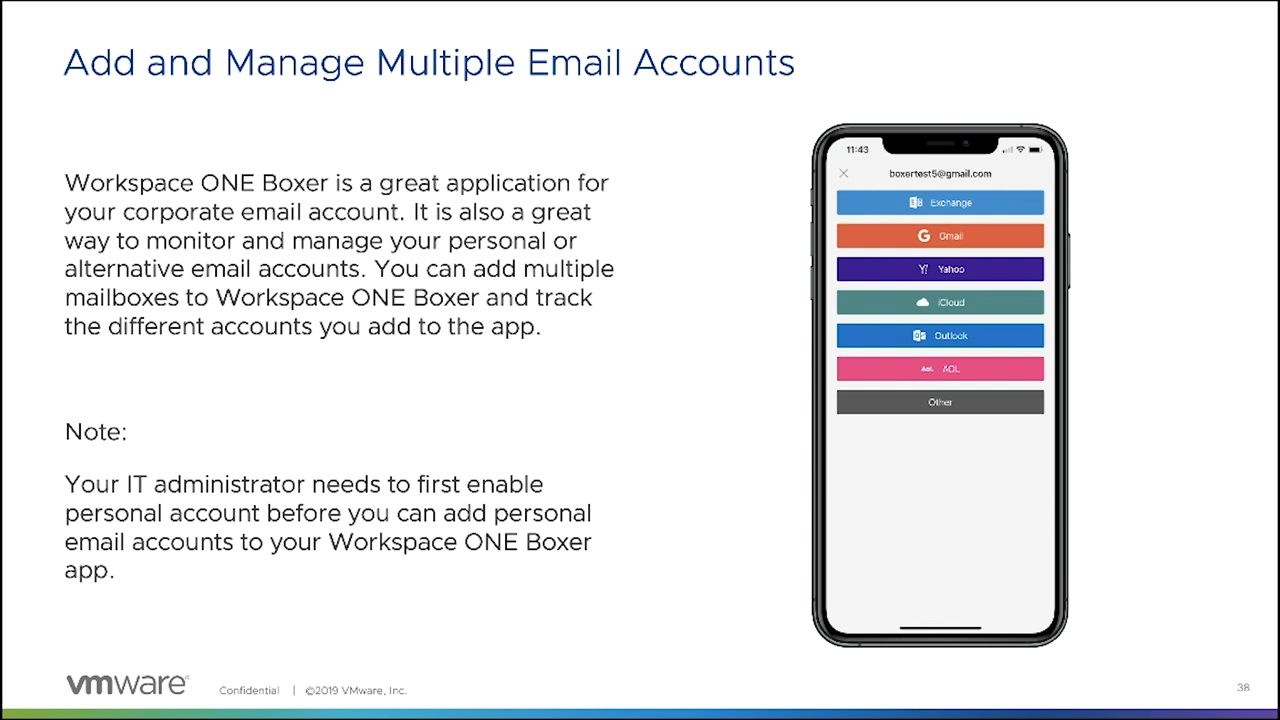 Add and Manage Multiple Email Accounts
Workspace ONE Boxer is a great application for
your corporate email account. It is also a great
way to monitor and manage your personal or
alternative email accounts. You can add multiple
mailboxes to Workspace ONE Boxer and track
the different accounts you add to the app.
Note:
Your IT administrator needs to first enable
personal account before you can add personal
email accounts to your Workspace ONE Boxer
app.
11:43
boxertest5@gmail.com
Exchange
Gmail
Yahoo
iCloud
Outlook
Aol. AOL
Other
vmware
Confidential | ©2019 VMware, Inc.
38